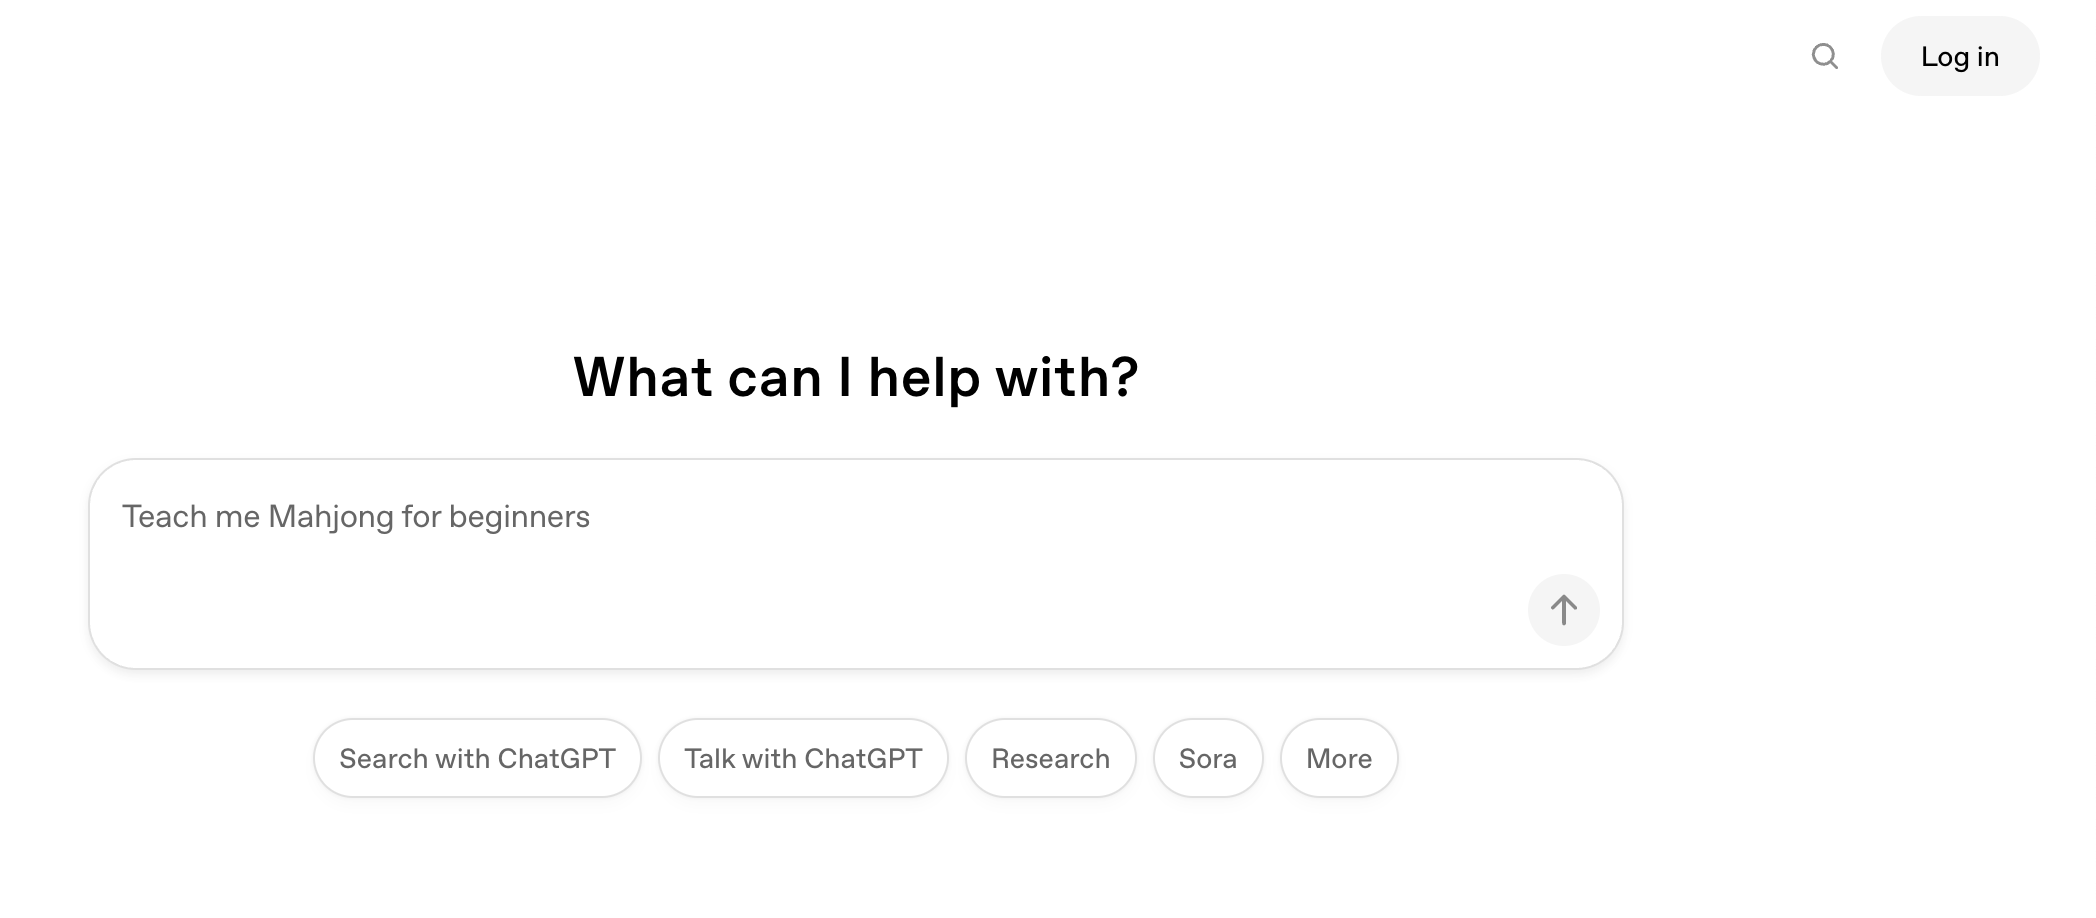 Log in
What can I help with?
Teach me Mahjong for beginners
Search with ChatGPT
Talk with ChatGPT
Research
Sora
More